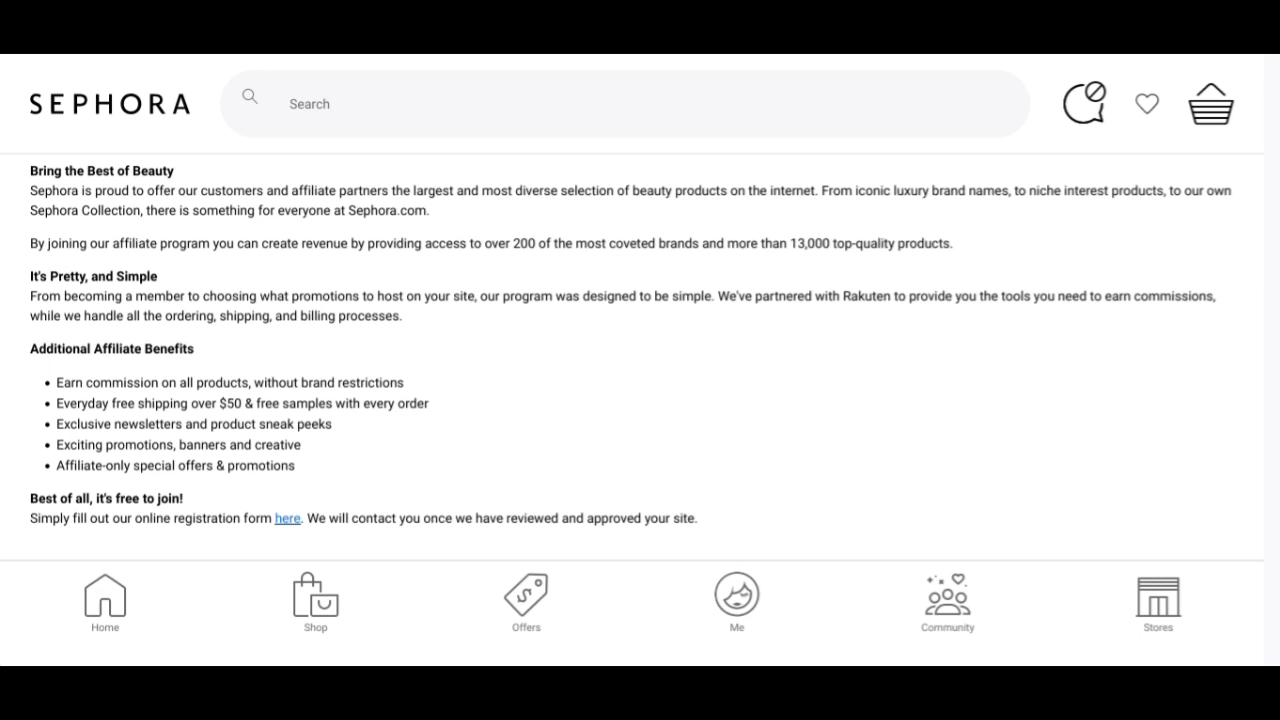 SEPHORA
Search
Bring the Best of Beauty
Sephora is proud to offer our customers and affiliate partners the largest and most diverse selection of beauty products on the internet. From iconic luxury brand names, to niche interest products, to our own
Sephora Collection, there is something for everyone at Sephora.com.
By joining our affiliate program you can create revenue by providing access to over 200 of the most coveted brands and more than 13,000 top-quality products.
It's Pretty, and Simple
From becoming a member to choosing what promotions to host on your site, our program was designed to be simple. We've partnered with Rakuten to provide you the tools you need to earn commissions,
while we handle all the ordering, shipping, and billing processes.
Additional Affiliate Benefits
• Earn commission on all products, without brand restrictions
• Everyday free shipping over $50 & free samples with every order
• Exclusive newsletters and product sneak peeks
• Exciting promotions, banners and creative
• Affiliate-only special offers & promotions
Best of all, it's free to join!
Simply fill out our online registration form here. We will contact you once we have reviewed and approved your site.
Home Shop Offers Me Community Stores